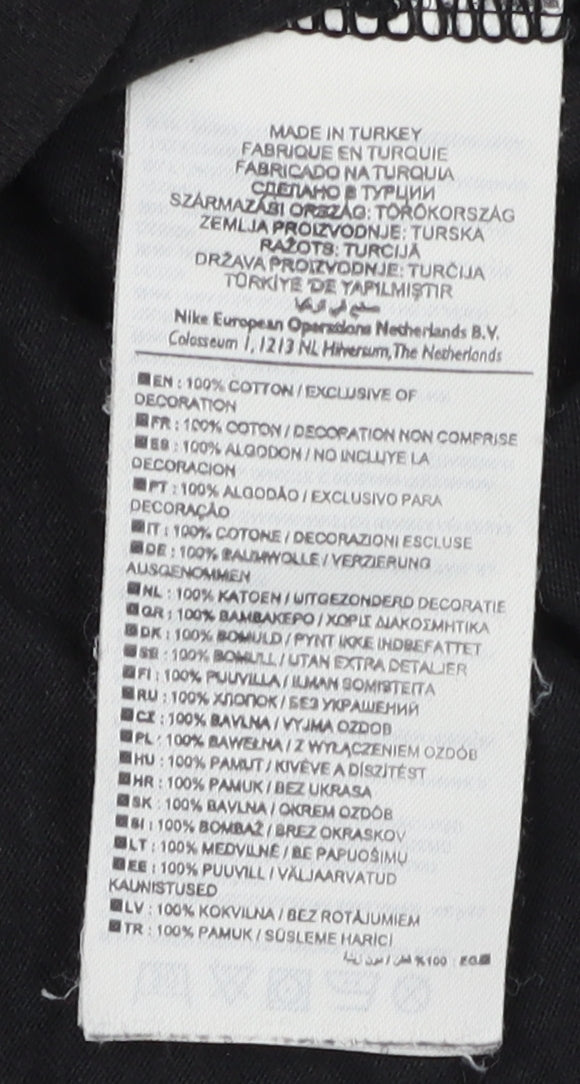 MADE IN TURKEY
FABRIQUE EN TURQUIE
FABRICADO NA TURQUIA
СДЕЛАНО В ТУРЦИИ
SZÁRMAZÁSI ORSZÁG: TÖRÖKORSZÁG
ZEMLJA PROIZVODNJE: TURSKA
RAŽOTS: TURCIJĀ
DRŽAVA PROIZVODNJE: TURČIJA
TÜRKİYE 'DE YAPILMIŞTIR
صنع في تركيا
Nike European Operations Netherlands B.V.
Colosseum 1, 1213 NL Hilversum, The Netherlands
EN : 100% COTTON / EXCLUSIVE OF
DECORATION
FR : 100% COTON / DECORATION NON COMPRISE
ES : 100% ALGODON / NO INCLUYE LA
DECORACION
PT : 100% ALGODÃO / EXCLUSIVO PARA
DECORAÇÃO
IT : 100% COTONE / DECORAZIONI ESCLUSE
DE : 100% BAUMWOLLE / VERZIERUNG
AUSGENOMMEN
NL : 100% KATOEN / UITGEZONDERD DECORATIE
GR : 100% ΒΑΜΒΑΚΕΡΟ / ΧΩΡΙΣ ΔΙΑΚΟΣΜΗΤΙΚΑ
DK : 100% BOMULD / PYNT IKKE INDBEFATTET
SE : 100% BOMULL / UTAN EXTRA DETALJER
FI : 100% PUUVILLA / ILMAN SOMISTEITA
RU : 100% ХЛОПОК / БЕЗ УКРАШЕНИЙ
CZ : 100% BAVLNA / VYJMA OZDOB
PL : 100% BAWEŁNA / Z WYŁĄCZENIEM OZDÓB
HU : 100% PAMUT / KIVÉVE A DÍSZÍTÉST
HR : 100% PAMUK / BEZ UKRASA
SK : 100% BAVLNA / OKREM OZDÔB
SI : 100% BOMBAŽ / BREZ OKRASKOV
LT : 100% MEDVILNĖ / BE PAPUOŠIMŲ
EE : 100% PUUVILL / VÄLJAARVATUD
KAUNISTUSED
LV : 100% KOKVILNA / BEZ ROTĀJUMIEM
TR : 100% PAMUK / SÜSLEME HARİCİ
EG : 100% قطن / بدون زينة